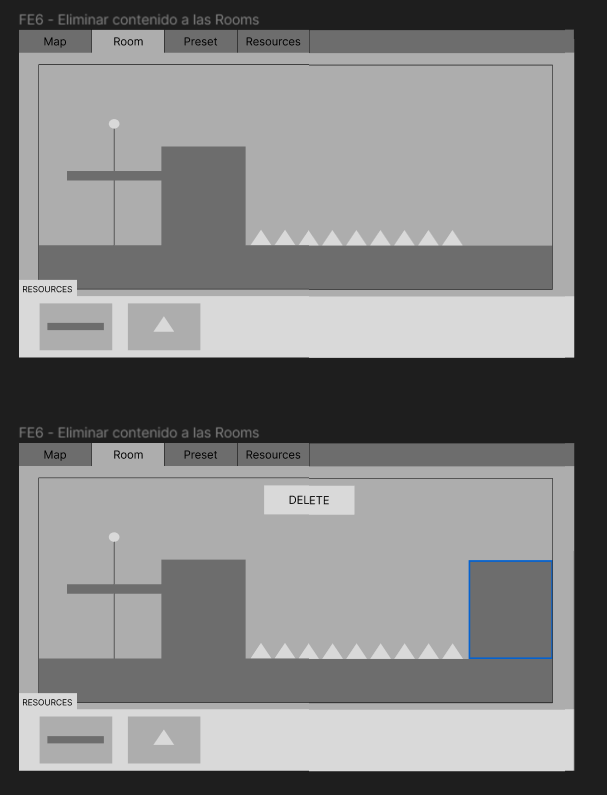 FE6 - Eliminar contenido a las Rooms
Map Room Preset Resources
RESOURCES
FE6 - Eliminar contenido a las Rooms
Map Room Preset Resources
DELETE
RESOURCES